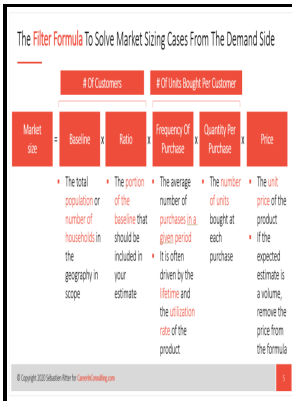 The Filter Formula To Solve Market Sizing Cases From The Demand Side
# Of Customers
# Of Units Bought Per Customer
Market
size
=
Baseline
x
Ratio
x
Frequency Of
Purchase
x
Quantity Per
Purchase
x
Price
• The total
population or
number of
households in
the
geography in
scope
• The portion
of the
baseline that
should be
included in
your
estimate
• The average
number of
purchases in a
given period
• It is often
driven by the
lifetime and
the utilization
rate of the
product
• The number
of units
bought at
each
purchase
• The unit
price of the
product
• If the
expected
estimate is
a volume,
remove the
price from
the formula
© Copyright 2020 Sébastien Ritter for CareerInConsulting.com
5